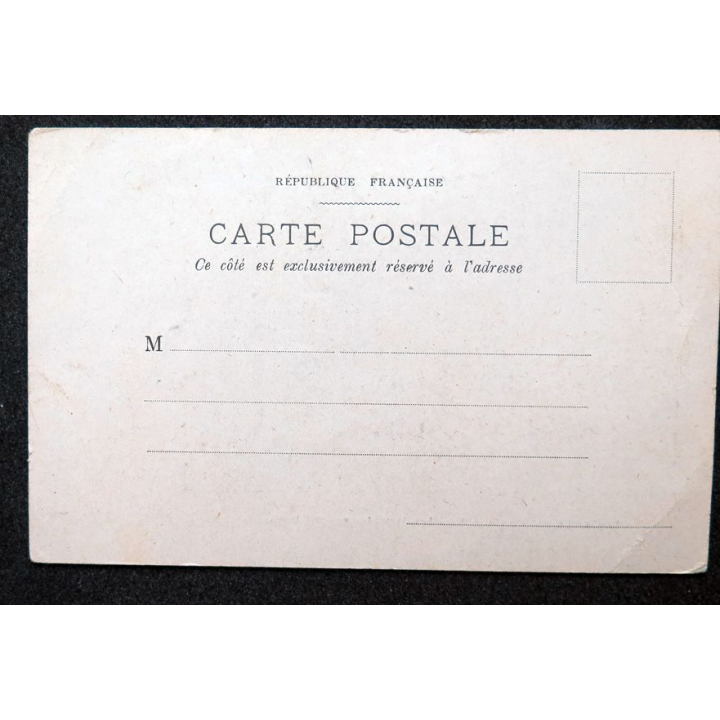 RÉPUBLIQUE FRANÇAISE
CARTE POSTALE
Ce côté est exclusivement réservé à l'adresse
M